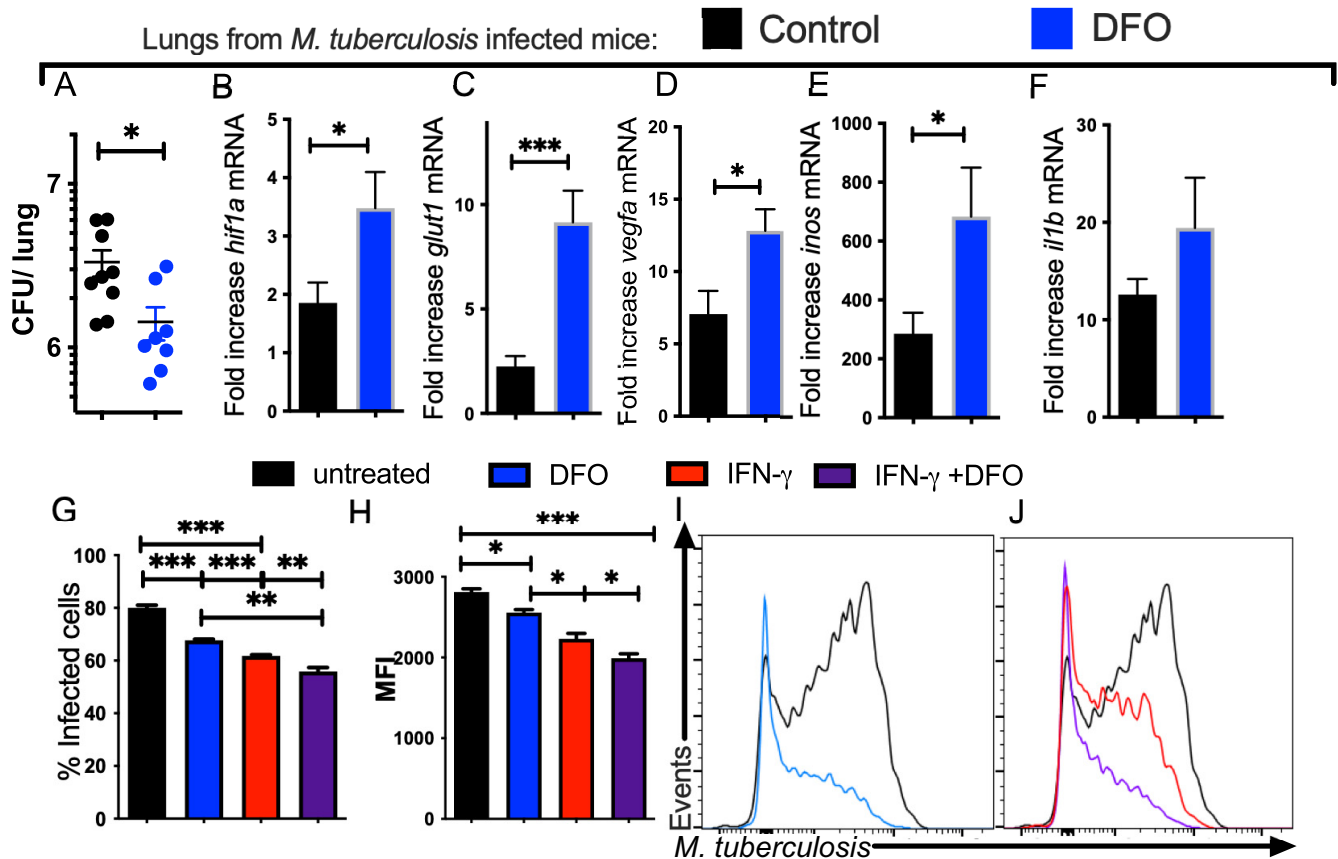 Lungs from M. tuberculosis infected mice: Control DFO
A B C D E F
* * *** * *
CFU/ lung
7
6
Fold increase hif1a mRNA
5
4
3
2
1
0
Fold increase glut1 mRNA
10
5
0
Fold increase vegfa mRNA
20
15
10
5
0
Fold increase inos mRNA
1000
800
600
400
200
0
Fold increase il1b mRNA
30
20
10
0
untreated DFO IFN-γ IFN-γ +DFO
G H I J
***
*** *** **
**
% Infected cells
100
80
60
40
20
0
***
*
* *
MFI
3000
2000
1000
0
Events
M. tuberculosis